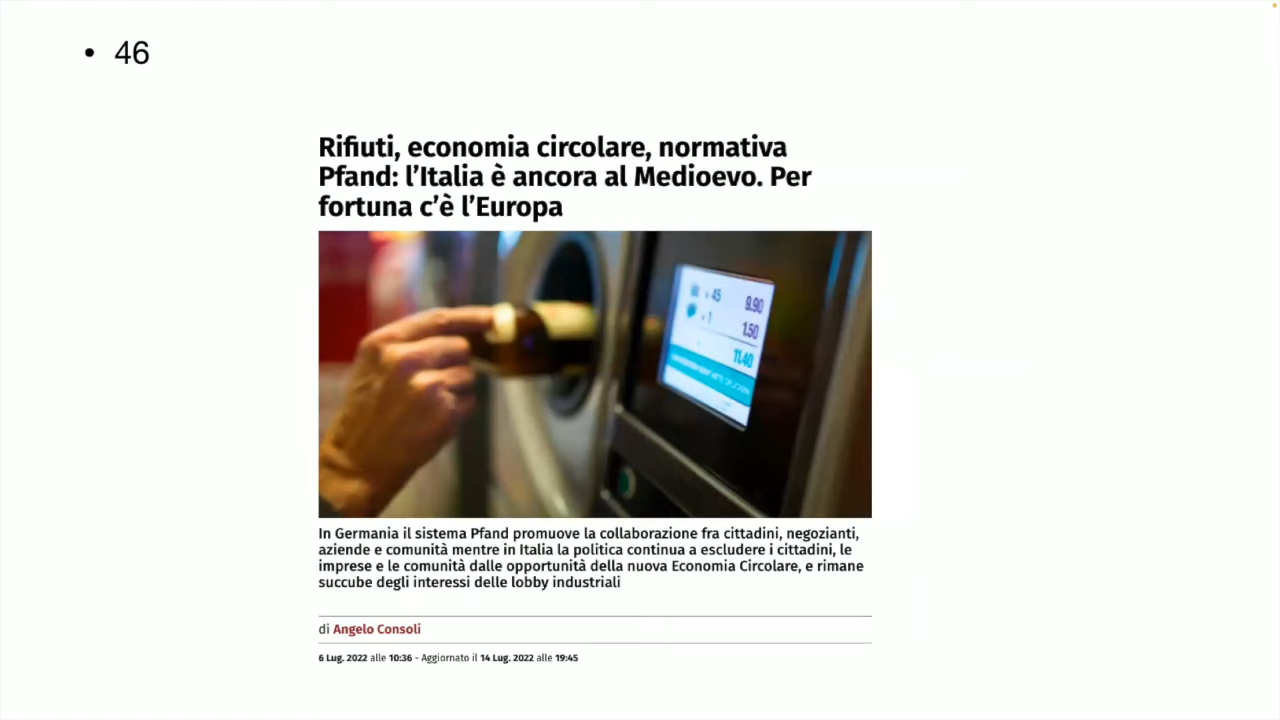 • 46
Rifiuti, economia circolare, normativa
Pfand: l’Italia è ancora al Medioevo. Per
fortuna c’è l’Europa
45 9.90
1 1.50
11.40
In Germania il sistema Pfand promuove la collaborazione fra cittadini, negozianti,
aziende e comunità mentre in Italia la politica continua a escludere i cittadini, le
imprese e le comunità dalle opportunità della nuova Economia Circolare, e rimane
succube degli interessi delle lobby industriali
di Angelo Consoli
6 Lug. 2022 alle 10:36 - Aggiornato il 14 Lug. 2022 alle 19:45